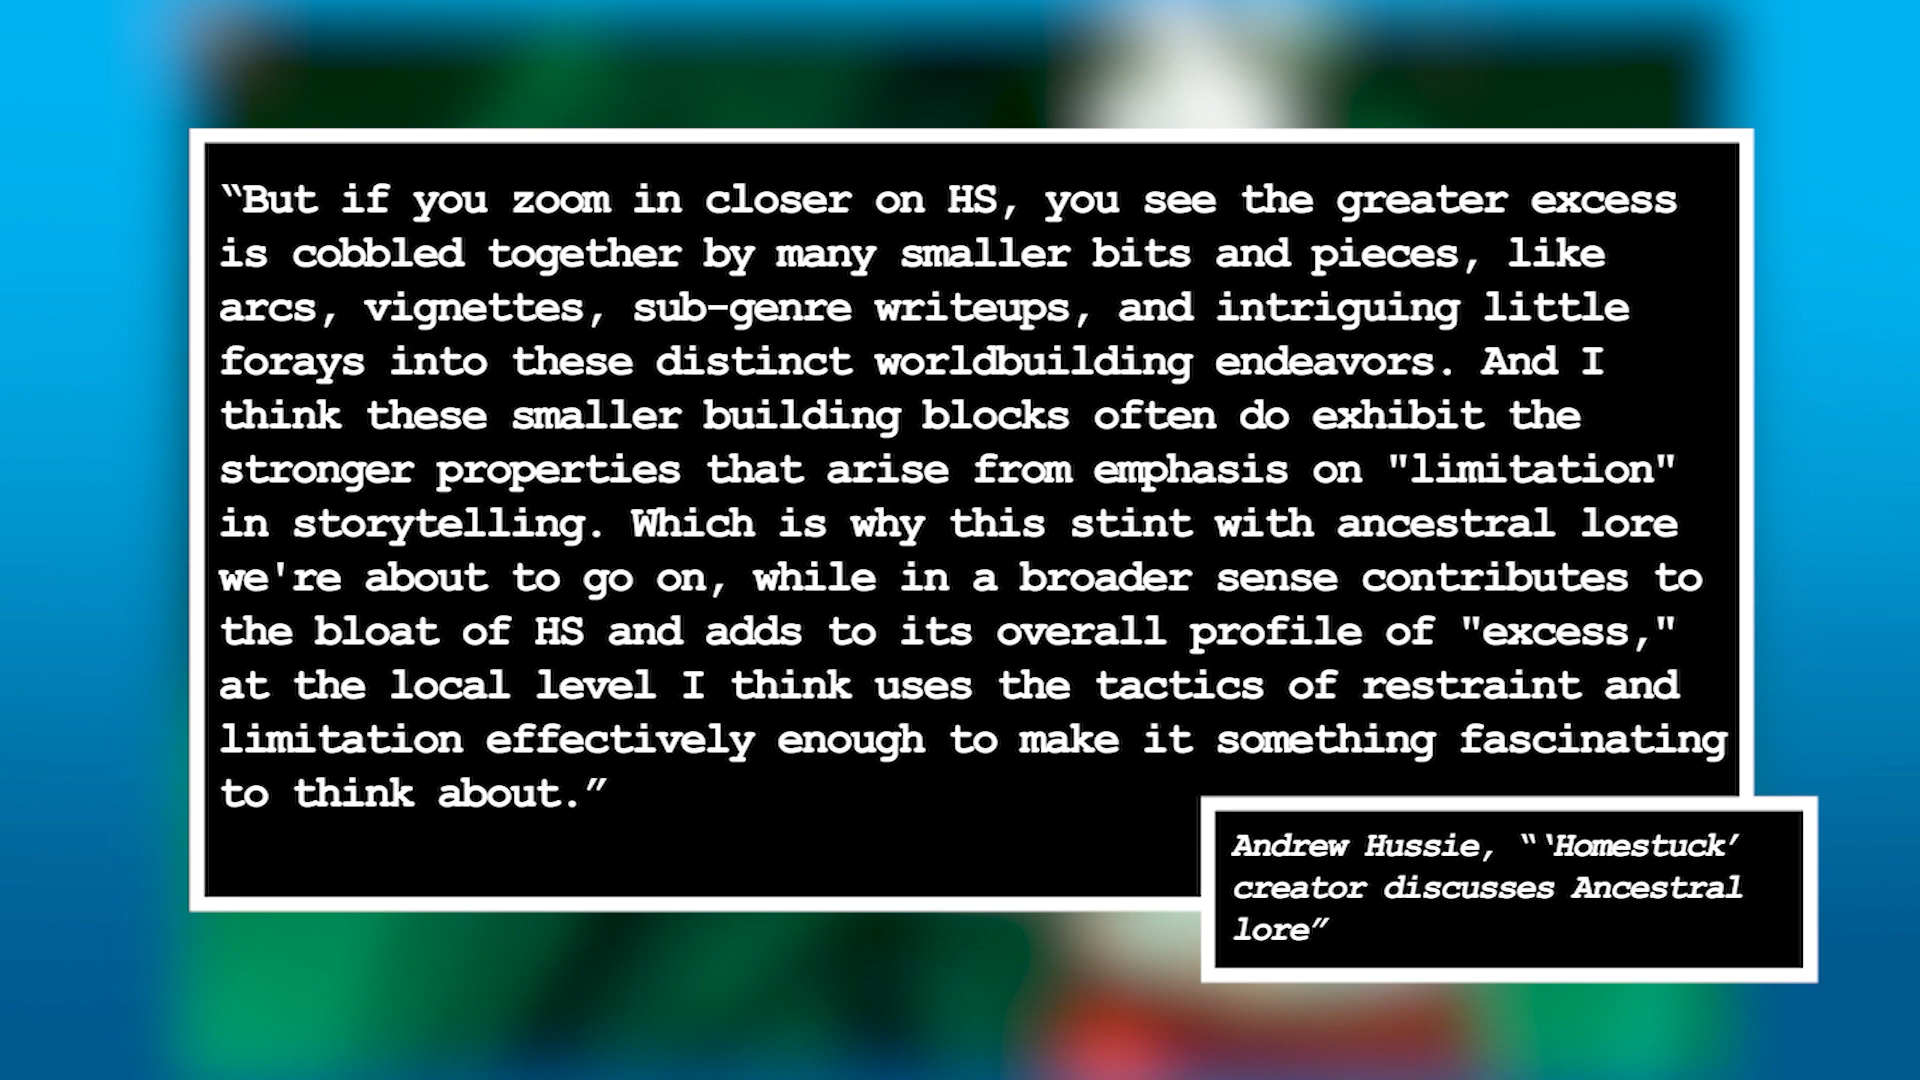 “But if you zoom in closer on HS, you see the greater excess
is cobbled together by many smaller bits and pieces, like
arcs, vignettes, sub-genre writeups, and intriguing little
forays into these distinct worldbuilding endeavors. And I
think these smaller building blocks often do exhibit the
stronger properties that arise from emphasis on "limitation"
in storytelling. Which is why this stint with ancestral lore
we're about to go on, while in a broader sense contributes to
the bloat of HS and adds to its overall profile of "excess,"
at the local level I think uses the tactics of restraint and
limitation effectively enough to make it something fascinating
to think about.”
Andrew Hussie, “‘Homestuck’
creator discusses Ancestral
lore”